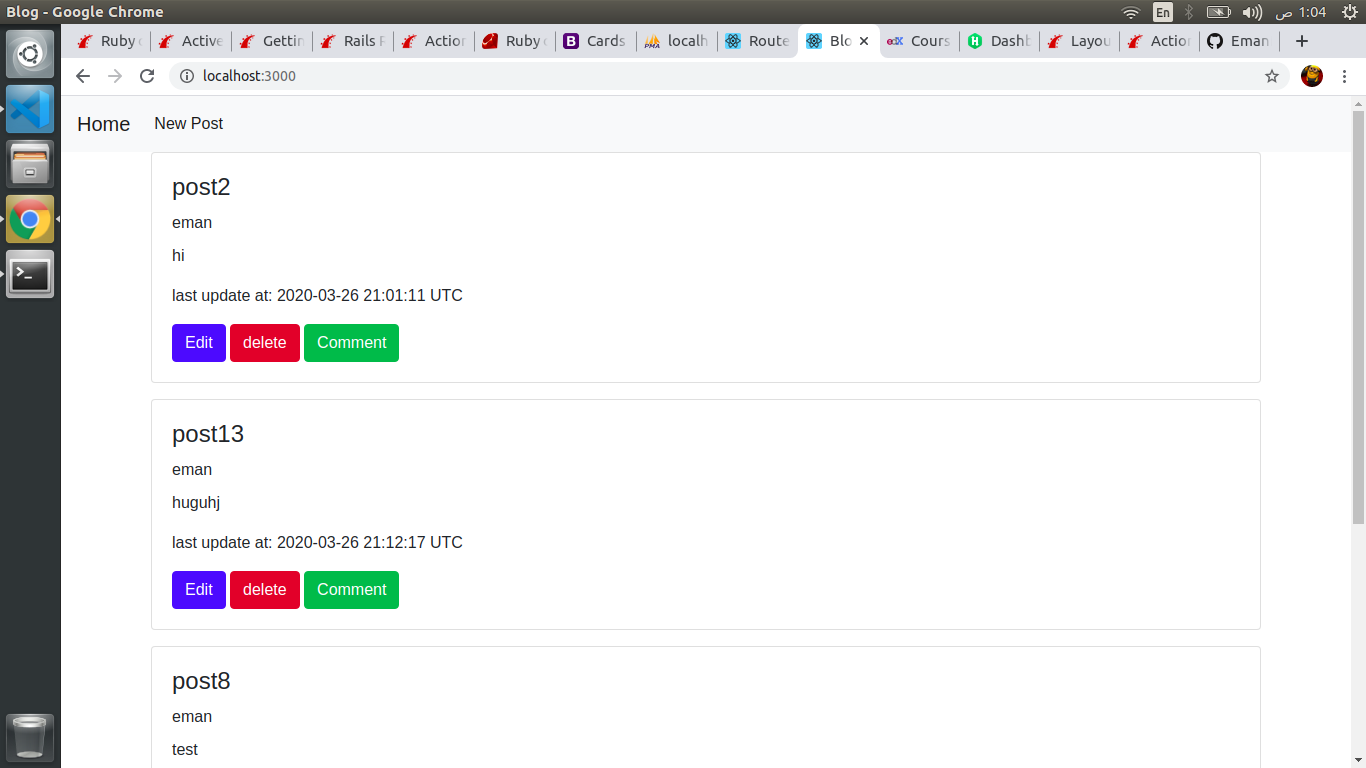 Blog - Google Chrome
En
1:04 ص
Ruby
Active
Gettin
Rails R
Action
Ruby
Cards
localh
Route
Blo
Cours
Dashb
Layou
Action
Eman
localhost:3000
Home
New Post
post2
eman
hi
last update at: 2020-03-26 21:01:11 UTC
Edit delete Comment
post13
eman
huguhj
last update at: 2020-03-26 21:12:17 UTC
Edit delete Comment
post8
eman
test